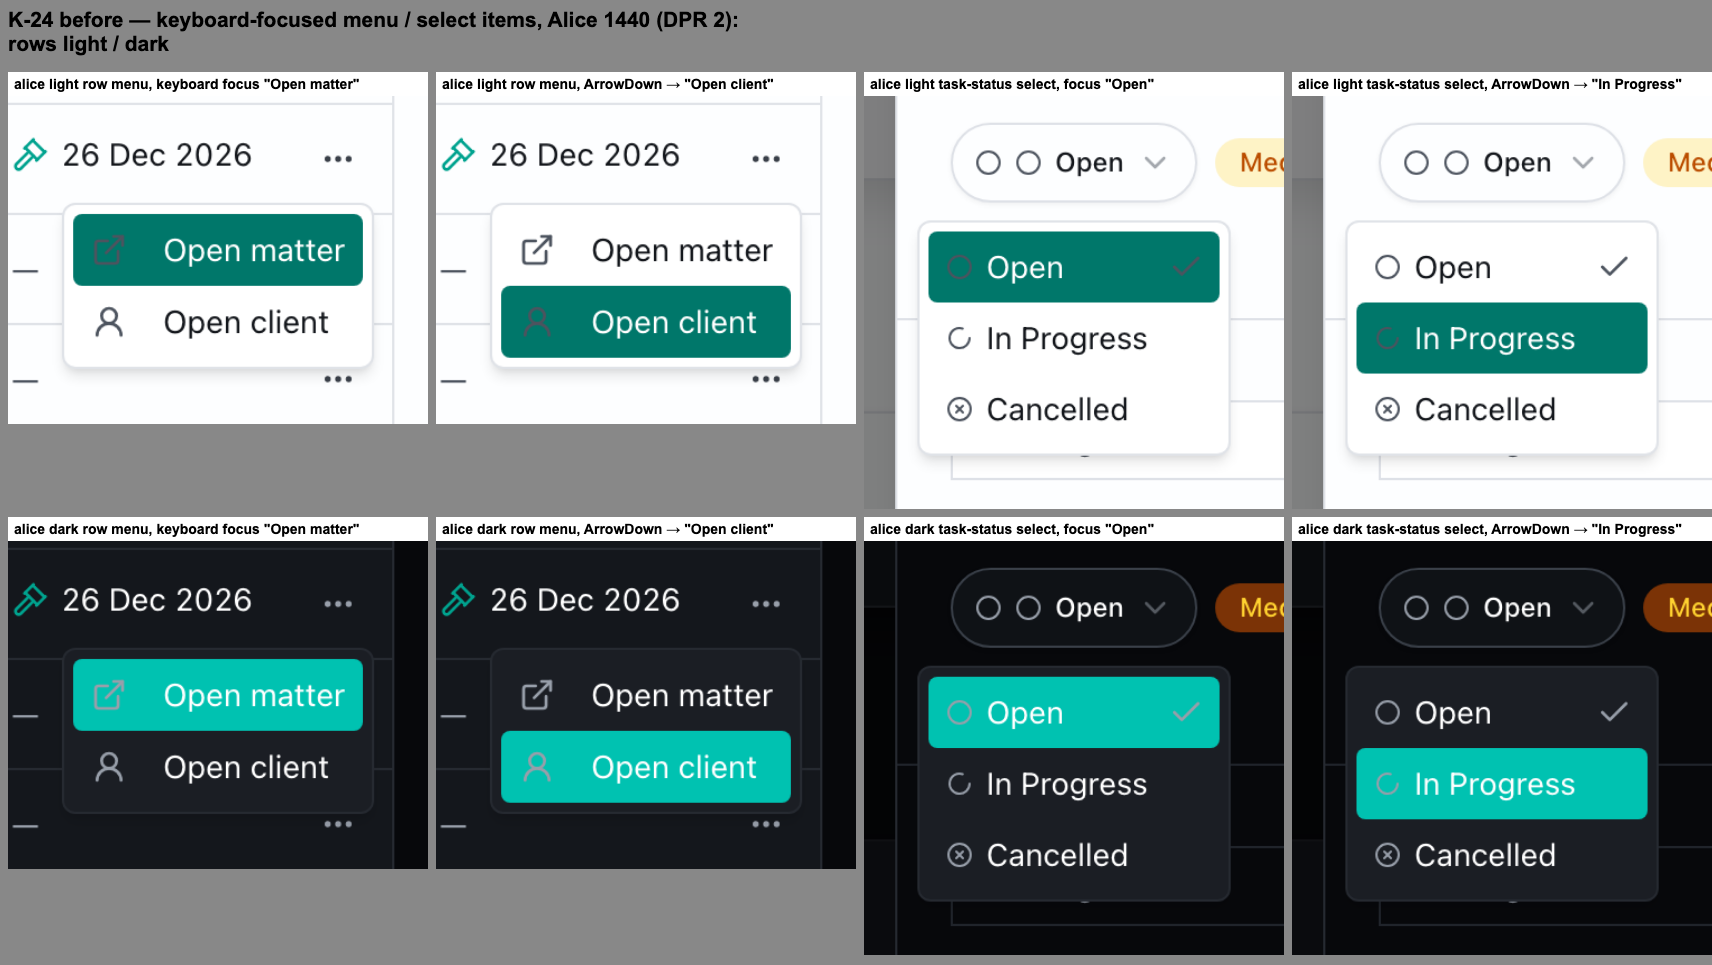 K-24 before — keyboard-focused menu / select items, Alice 1440 (DPR 2):
rows light / dark
alice light row menu, keyboard focus "Open matter"
26 Dec 2026
Open matter
Open client
alice light row menu, ArrowDown → "Open client"
26 Dec 2026
Open matter
Open client
alice light task-status select, focus "Open"
Open
Open
In Progress
Cancelled
alice light task-status select, ArrowDown → "In Progress"
Open
Open
In Progress
Cancelled
alice dark row menu, keyboard focus "Open matter"
26 Dec 2026
Open matter
Open client
alice dark row menu, ArrowDown → "Open client"
26 Dec 2026
Open matter
Open client
alice dark task-status select, focus "Open"
Open
Open
In Progress
Cancelled
alice dark task-status select, ArrowDown → "In Progress"
Open
Open
In Progress
Cancelled